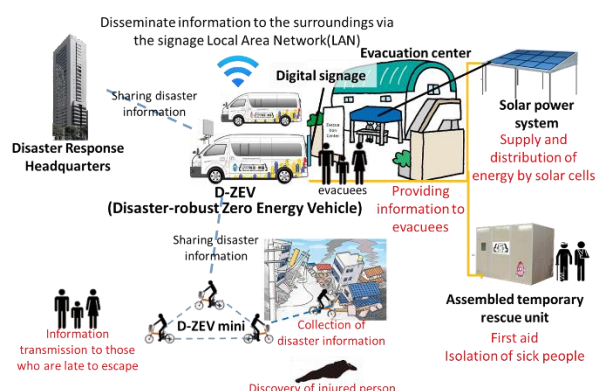 Disseminate information to the surroundings via
the signage Local Area Network(LAN)
Evacuation center
Digital signage
Sharing disaster
information
Disaster Response
Headquarters
Solar power
system
Supply and
distribution of
energy by solar cells
D-ZEV
(Disaster-robust Zero Energy Vehicle)
evacuees
Providing
information to
evacuees
Sharing disaster
information
D-ZEV mini
Collection of
disaster information
Information
transmission to those
who are late to escape
Assembled temporary
rescue unit
First aid
Isolation of sick people
Discovery of injured person